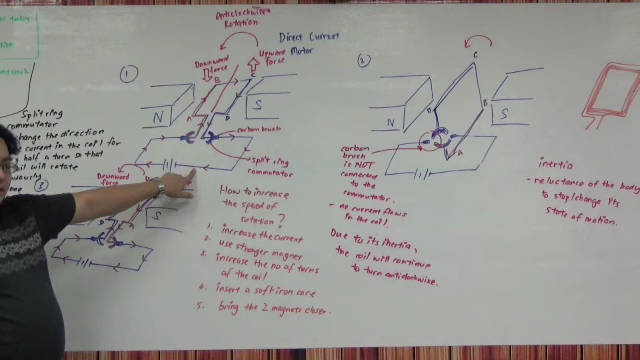 Anticlockwise
Rotation
Direct Current
Motor
Downward
force
Upward
force
1
B
C
A
D
N
S
carbon brush
split ring
commutator
Split ring
commutator
change the direction
current in the coil for
half a turn so that
coil will rotate
Downward
force
3
D
S
How to increase
the speed of
rotation?
1. increase the current
2. use stronger magnet
3. increase the no of turns
of the coil
4. insert a soft iron core
5. bring the 2 magnets closer.
2
C
D
B
A
N
S
carbon
brush
is NOT
connected
to the
commutator.
- no current flows
in the coil.
Due to its inertia,
the coil will continue
to turn anticlockwise.
inertia
- reluctance of the body
to stop/change its
state of motion.